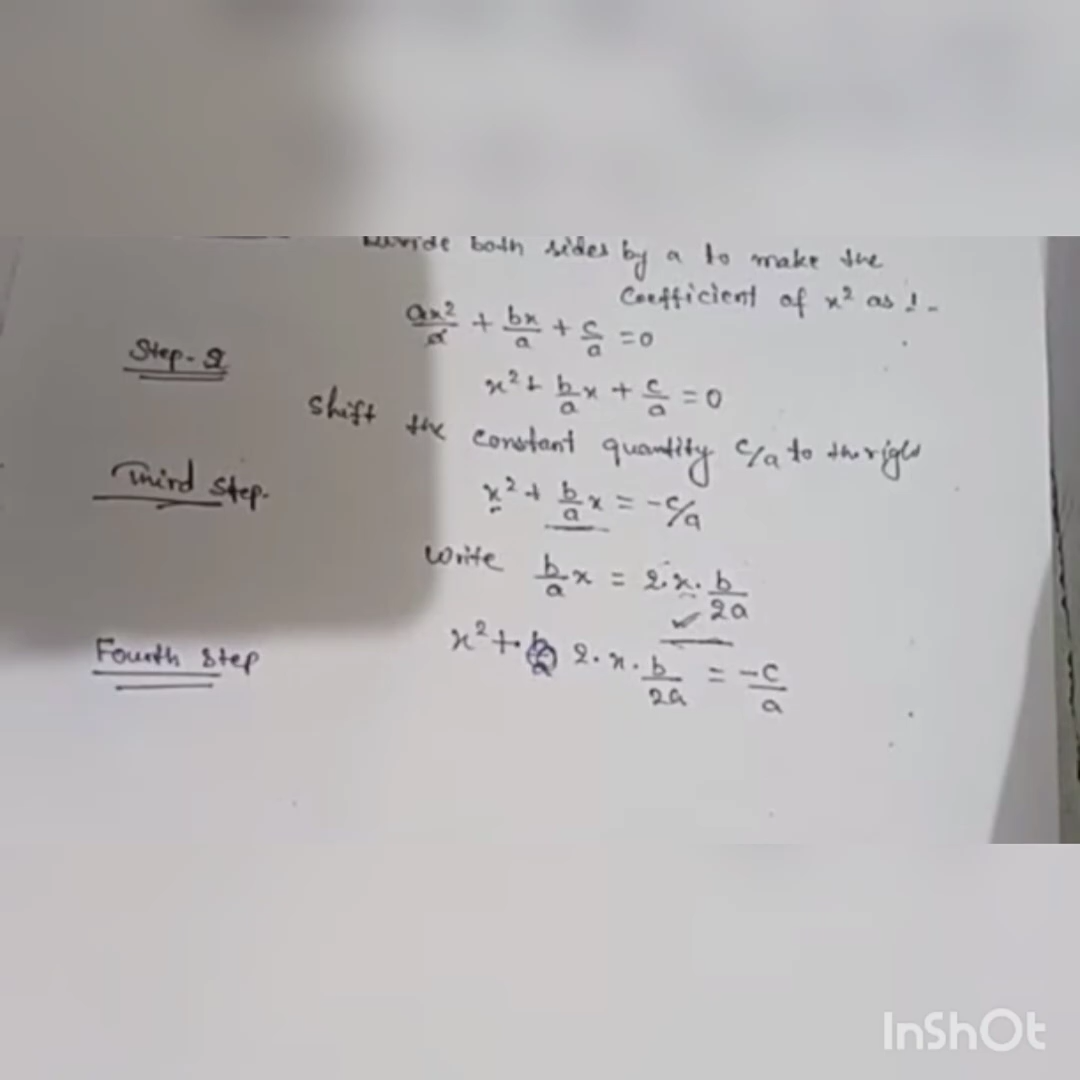 Divide both sides by a to make the
coefficient of x² as 1.
ax²/a + bx/a + c/a = 0
Step-2
x² + b/a x + c/a = 0
Shift the constant quantity c/a to the right
Third Step.
x² + b/a x = -c/a
Write b/a x = 2.x. b/2a
Fourth Step
x² + 2.x. b/2a = -c/a
InShOt